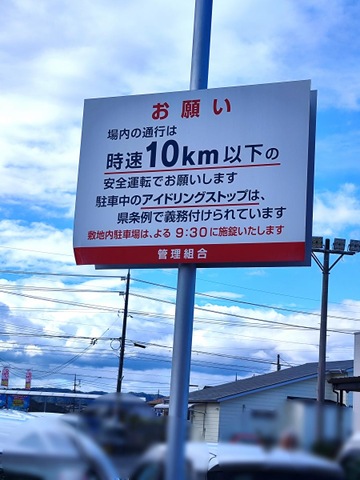 お願い
場内の通行は
時速10km以下の
安全運転でお願いします
駐車中のアイドリングストップは、
県条例で義務付けられています
敷地内駐車場は、よる9:30に施錠いたします
管理組合